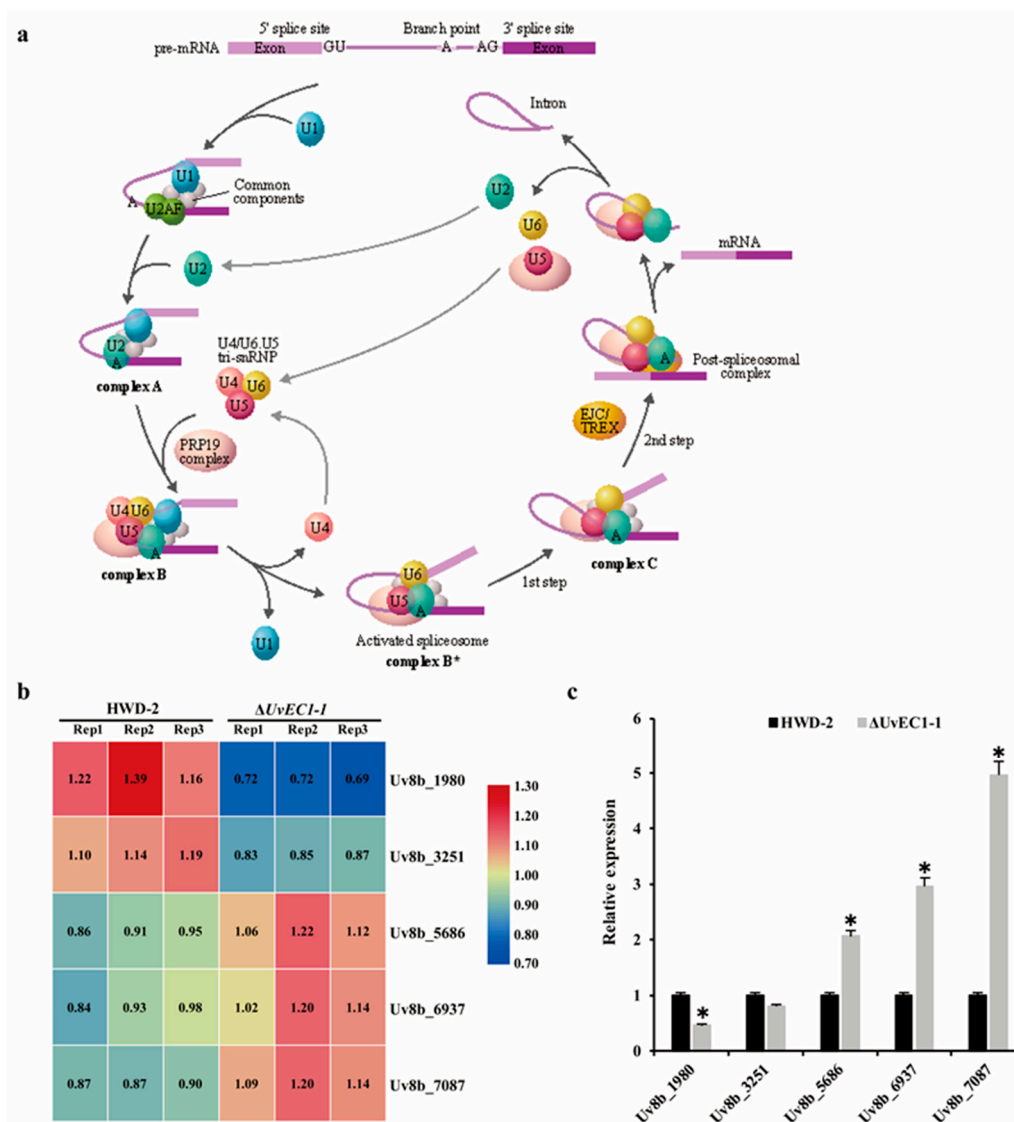 a
5' splice site
Branch point
3' splice site
pre-mRNA
Exon
GU
A
AG
Exon
Intron
U1
U1
Common
components
A
U2AF
U2
U6
U5
mRNA
U2
U2
A
complex A
U4/U6.U5
tri-snRNP
U4
U6
U5
PRP19
complex
A
Post-spliceosomal
complex
EJC/
TREX
2nd step
U4U6
U5
A
complex B
U4
U1
U6
U5
A
Activated spliceosome
complex B*
1st step
A
complex C
b
HWD-2
ΔUvEC1-1
Rep1 Rep2 Rep3 Rep1 Rep2 Rep3
1.22 1.39 1.16 0.72 0.72 0.69 Uv8b_1980
1.10 1.14 1.19 0.83 0.85 0.87 Uv8b_3251
0.86 0.91 0.95 1.06 1.22 1.12 Uv8b_5686
0.84 0.93 0.98 1.02 1.20 1.14 Uv8b_6937
0.87 0.87 0.90 1.09 1.20 1.14 Uv8b_7087
1.30
1.20
1.10
1.00
0.90
0.80
0.70
c
HWD-2
ΔUvEC1-1
Relative expression
6
5
4
3
2
1
0
*
*
*
*
Uv8b_1980
Uv8b_3251
Uv8b_5686
Uv8b_6937
Uv8b_7087